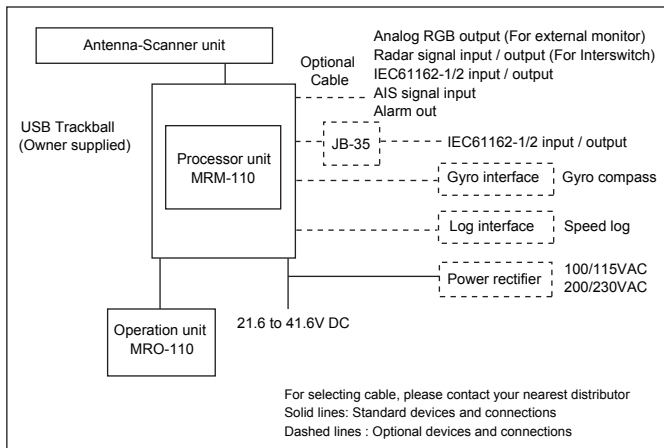 Antenna-Scanner unit
Optional
Cable
Analog RGB output (For external monitor)
Radar signal input / output (For Interswitch)
IEC61162-1/2 input / output
AIS signal input
Alarm out
USB Trackball
(Owner supplied)
Processor unit
MRM-110
JB-35
IEC61162-1/2 input / output
Gyro interface
Gyro compass
Log interface
Speed log
Power rectifier
100/115VAC
200/230VAC
Operation unit
MRO-110
21.6 to 41.6V DC
For selecting cable, please contact your nearest distributor
Solid lines: Standard devices and connections
Dashed lines : Optional devices and connections